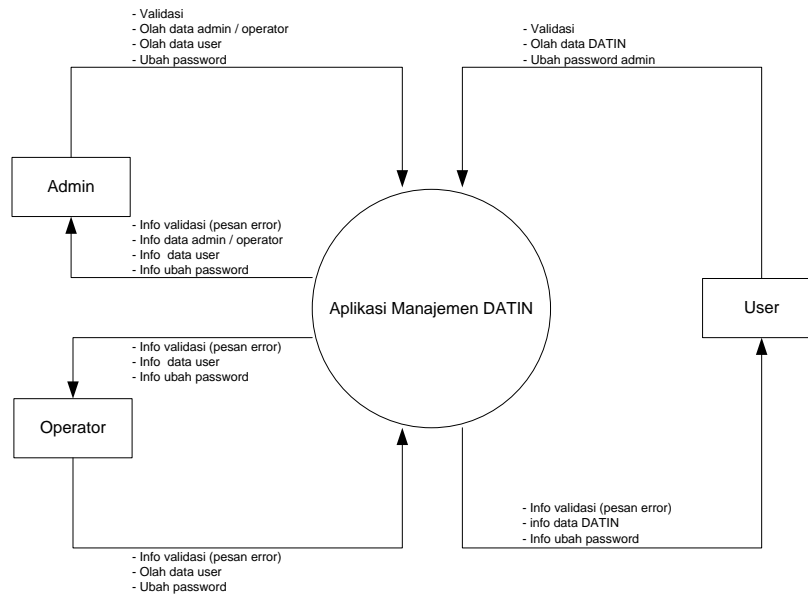 - Validasi
- Olah data admin / operator
- Olah data user
- Ubah password
- Validasi
- Olah data DATIN
- Ubah password admin
Admin
- Info validasi (pesan error)
- Info data admin / operator
- Info  data user
- Info ubah password
Aplikasi Manajemen DATIN
User
- Info validasi (pesan error)
- Info  data user
- Info ubah password
Operator
- Info validasi (pesan error)
- info data DATIN
- Info ubah password
- Info validasi (pesan error)
- Olah data user
- Ubah password